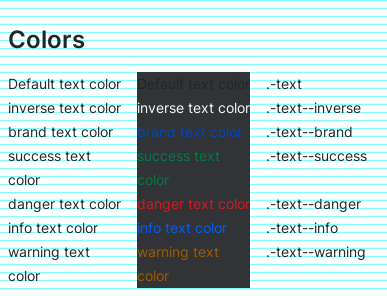 Colors
Default text color Default text color .-text
inverse text color inverse text color .-text--inverse
brand text color brand text color .-text--brand
success text success text .-text--success
color color
danger text color danger text color .-text--danger
info text color info text color .-text--info
warning text warning text .-text--warning
color color